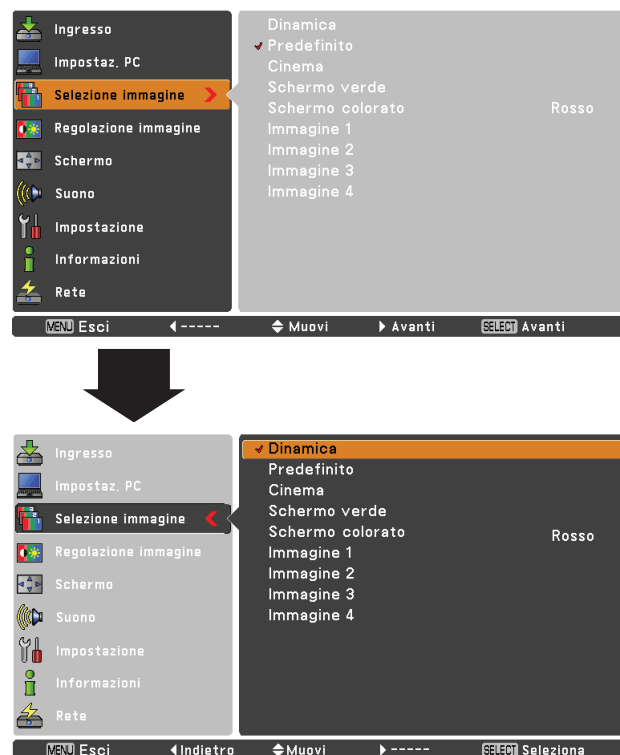 Ingresso
Impostaz. PC
Selezione immagine
Regolazione immagine
Schermo
Suono
Impostazione
Informazioni
Rete
Dinamica
Predefinito
Cinema
Schermo verde
Schermo colorato Rosso
Immagine 1
Immagine 2
Immagine 3
Immagine 4
MENU Esci ----- Muovi Avanti SELECT Avanti
Ingresso
Impostaz. PC
Selezione immagine
Regolazione immagine
Schermo
Suono
Impostazione
Informazioni
Rete
Dinamica
Predefinito
Cinema
Schermo verde
Schermo colorato Rosso
Immagine 1
Immagine 2
Immagine 3
Immagine 4
MENU Esci Indietro Muovi ----- SELECT Seleziona